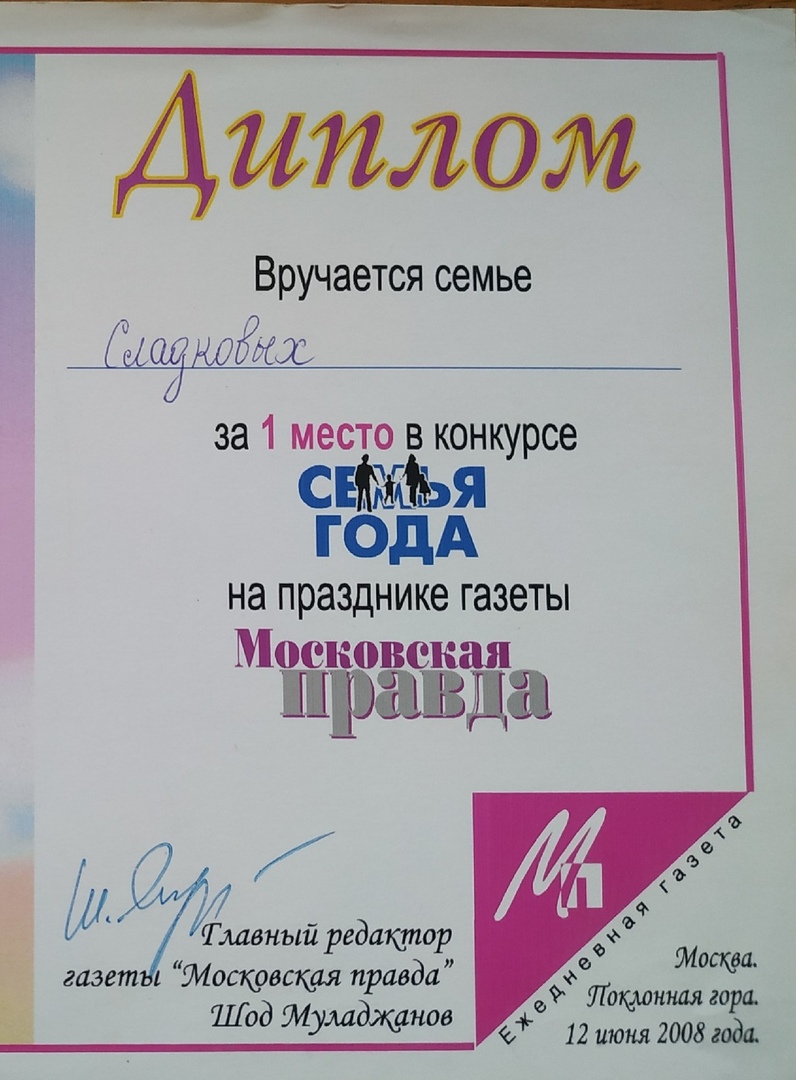 Диплом
Вручается семье
Сладковых
за 1 место в конкурсе
СЕМЬЯ
ГОДА
на празднике газеты
Московская
правда
Мп
Ежедневная газета
Главный редактор
газеты “Московская правда”
Шод Муладжанов
Москва.
Поклонная гора.
12 июня 2008 года.